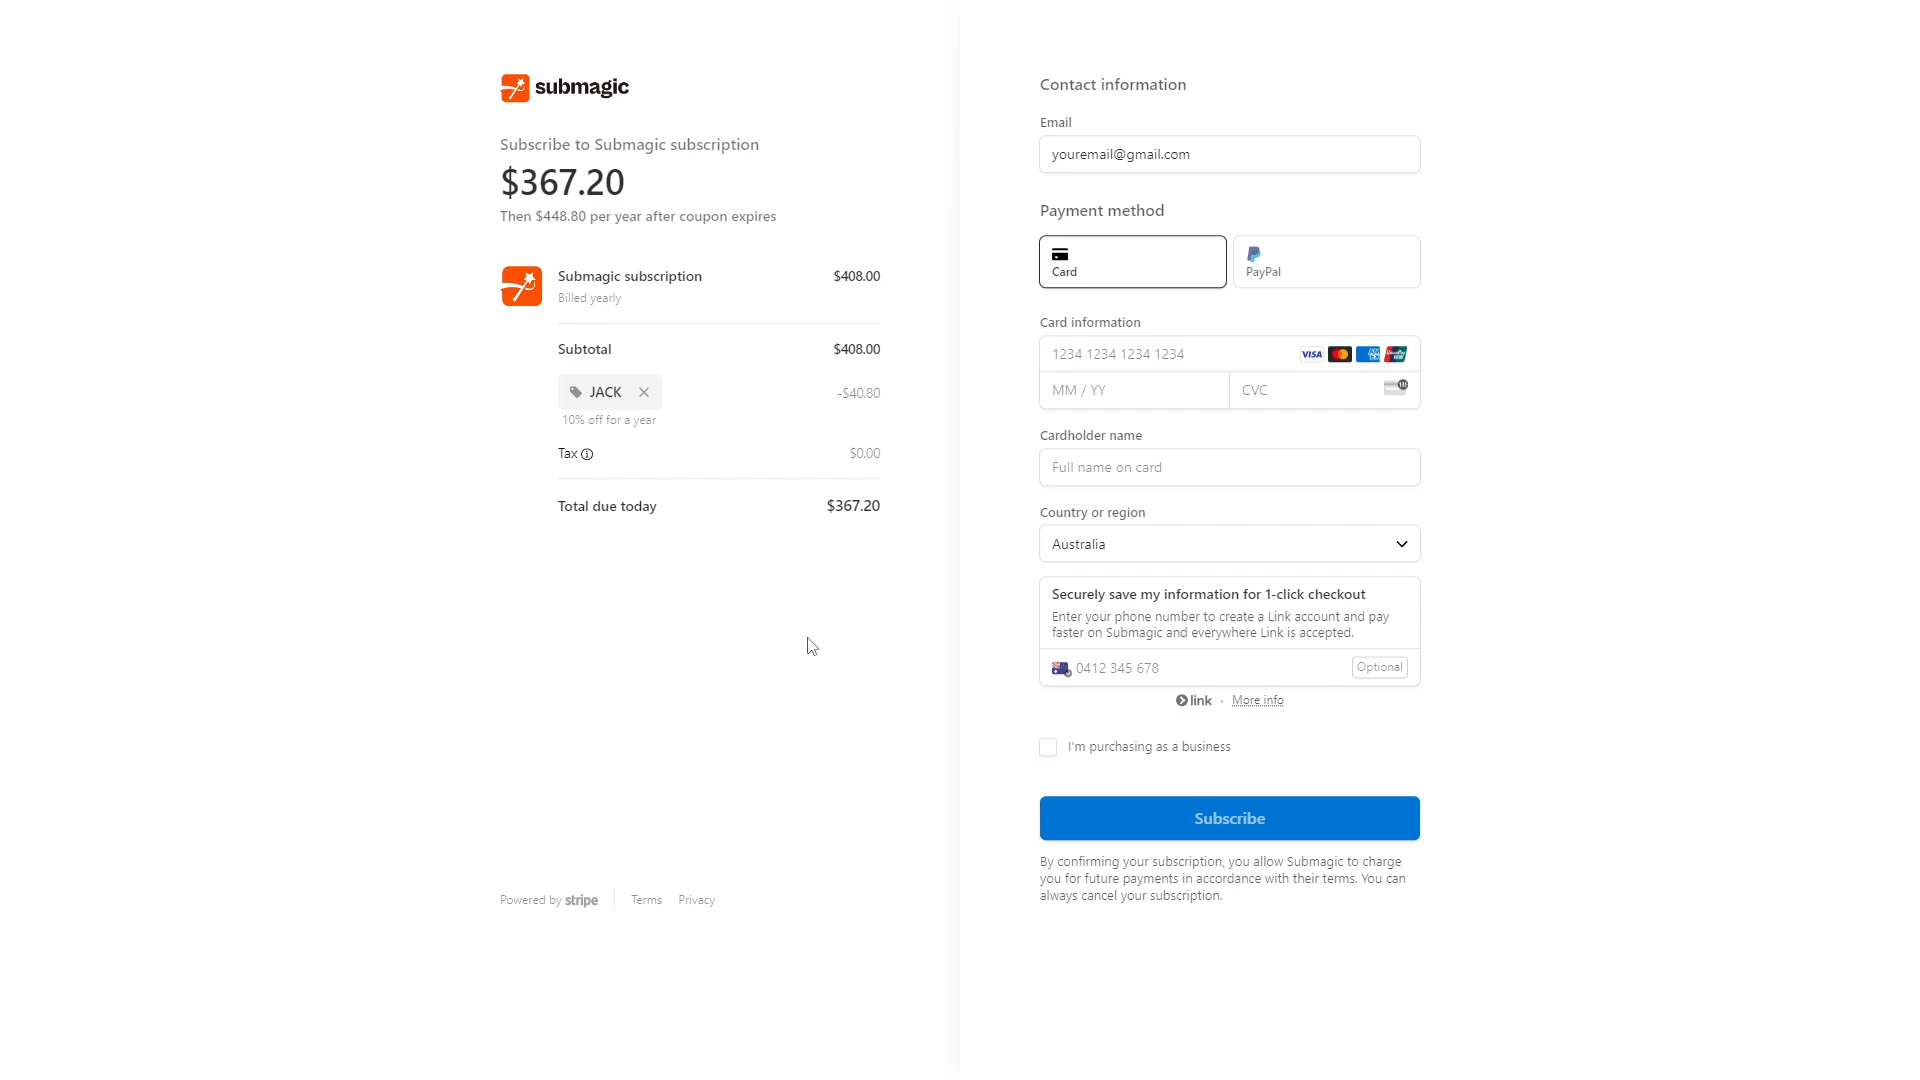 submagic
Subscribe to Submagic subscription
$367.20
Then $448.80 per year after coupon expires
Submagic subscription $408.00
Billed yearly
Subtotal $408.00
JACK -$40.80
10% off for a year
Tax $0.00
Total due today $367.20
Powered by stripe Terms Privacy
Contact information
Email
youremail@gmail.com
Payment method
Card PayPal
Card information
1234 1234 1234 1234 VISA
MM / YY CVC
Cardholder name
Full name on card
Country or region
Australia
Securely save my information for 1-click checkout
Enter your phone number to create a Link account and pay
faster on Submagic and everywhere Link is accepted.
0412 345 678 Optional
link · More info
I'm purchasing as a business
Subscribe
By confirming your subscription, you allow Submagic to charge
you for future payments in accordance with their terms. You can
always cancel your subscription.